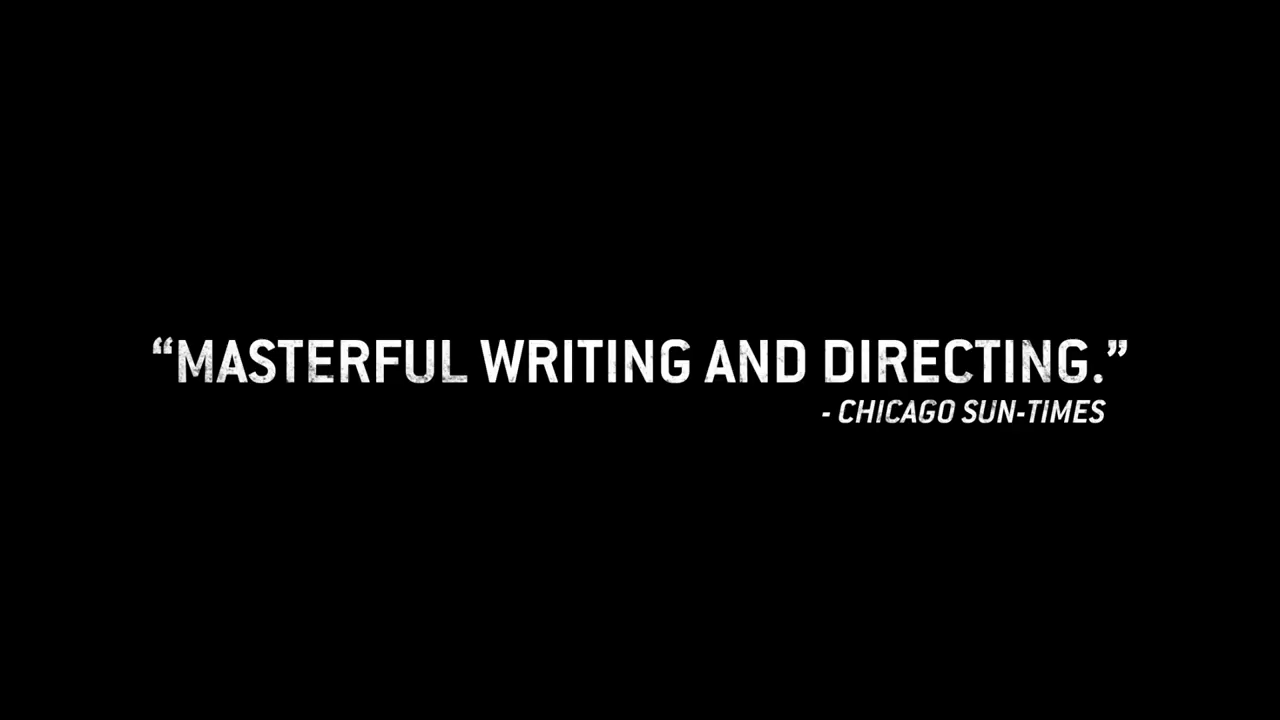 “MASTERFUL WRITING AND DIRECTING.”
- CHICAGO SUN-TIMES